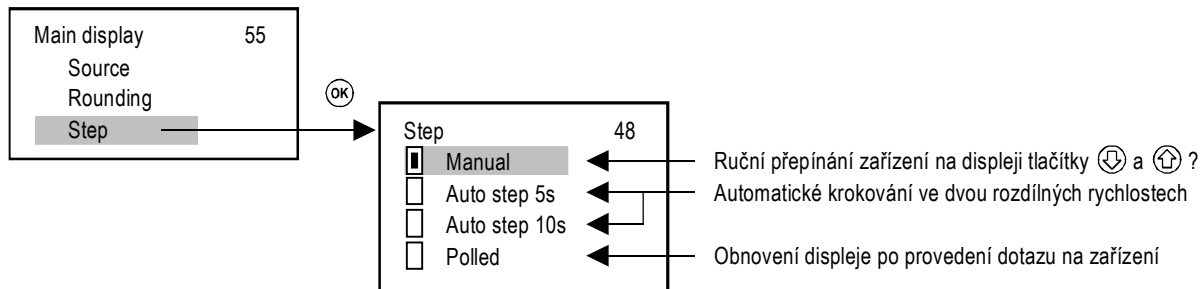 Main display 55
Source
Rounding
Step
OK
Step 48
Manual
Auto step 5s
Auto step 10s
Polled
Ruční přepínání zařízení na displeji tlačítky ⇩ a ⇧ ?
Automatické krokování ve dvou rozdílných rychlostech
Obnovení displeje po provedení dotazu na zařízení